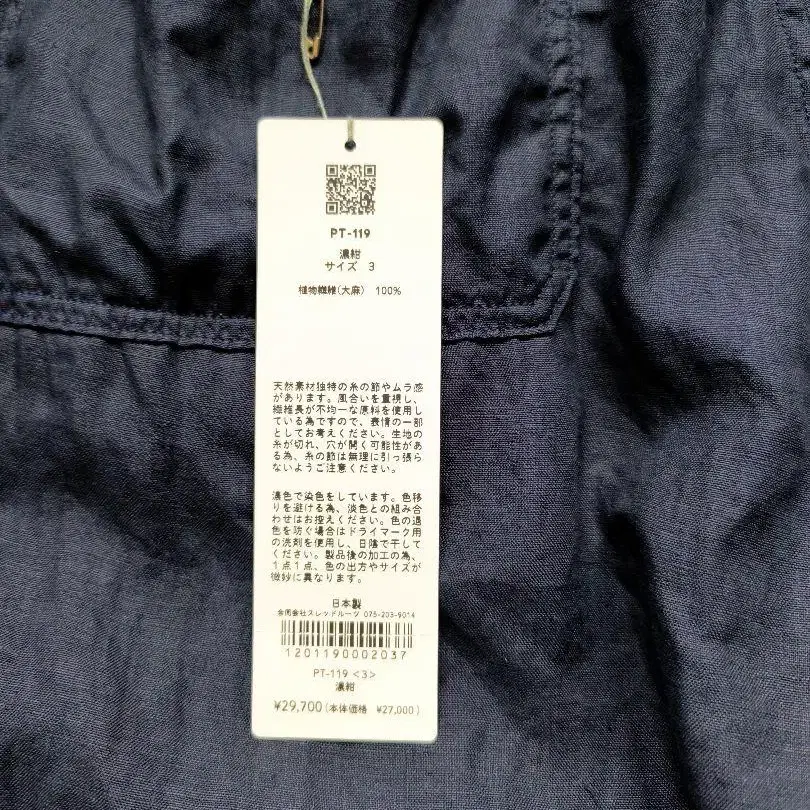 PT-119
濃紺
サイズ 3
植物繊維(大麻) 100%
天然素材独特の糸の節やムラ感
があります。風合いを重視し、
繊維長が不均一な原料を使用し
ている為ですので、表情の一部
としてお考えください。生地の
糸が切れ、穴が開く可能性があ
る為、糸の節は無理に引っ張ら
ないようご注意ください。
濃色で染色をしています。色移
りを避ける為、淡色との組み合
わせはお控えください。色の退
色を防ぐ場合はドライマーク用
の洗剤を使用し、日陰で干して
ください。製品後の加工の為、
1点1点、色の出方やサイズが
微妙に異なります。
日本製
合同会社スレッドルーツ 075-203-9014
1201190002037
PT-119 <3>
濃紺
¥29,700(本体価格 ¥27,000)